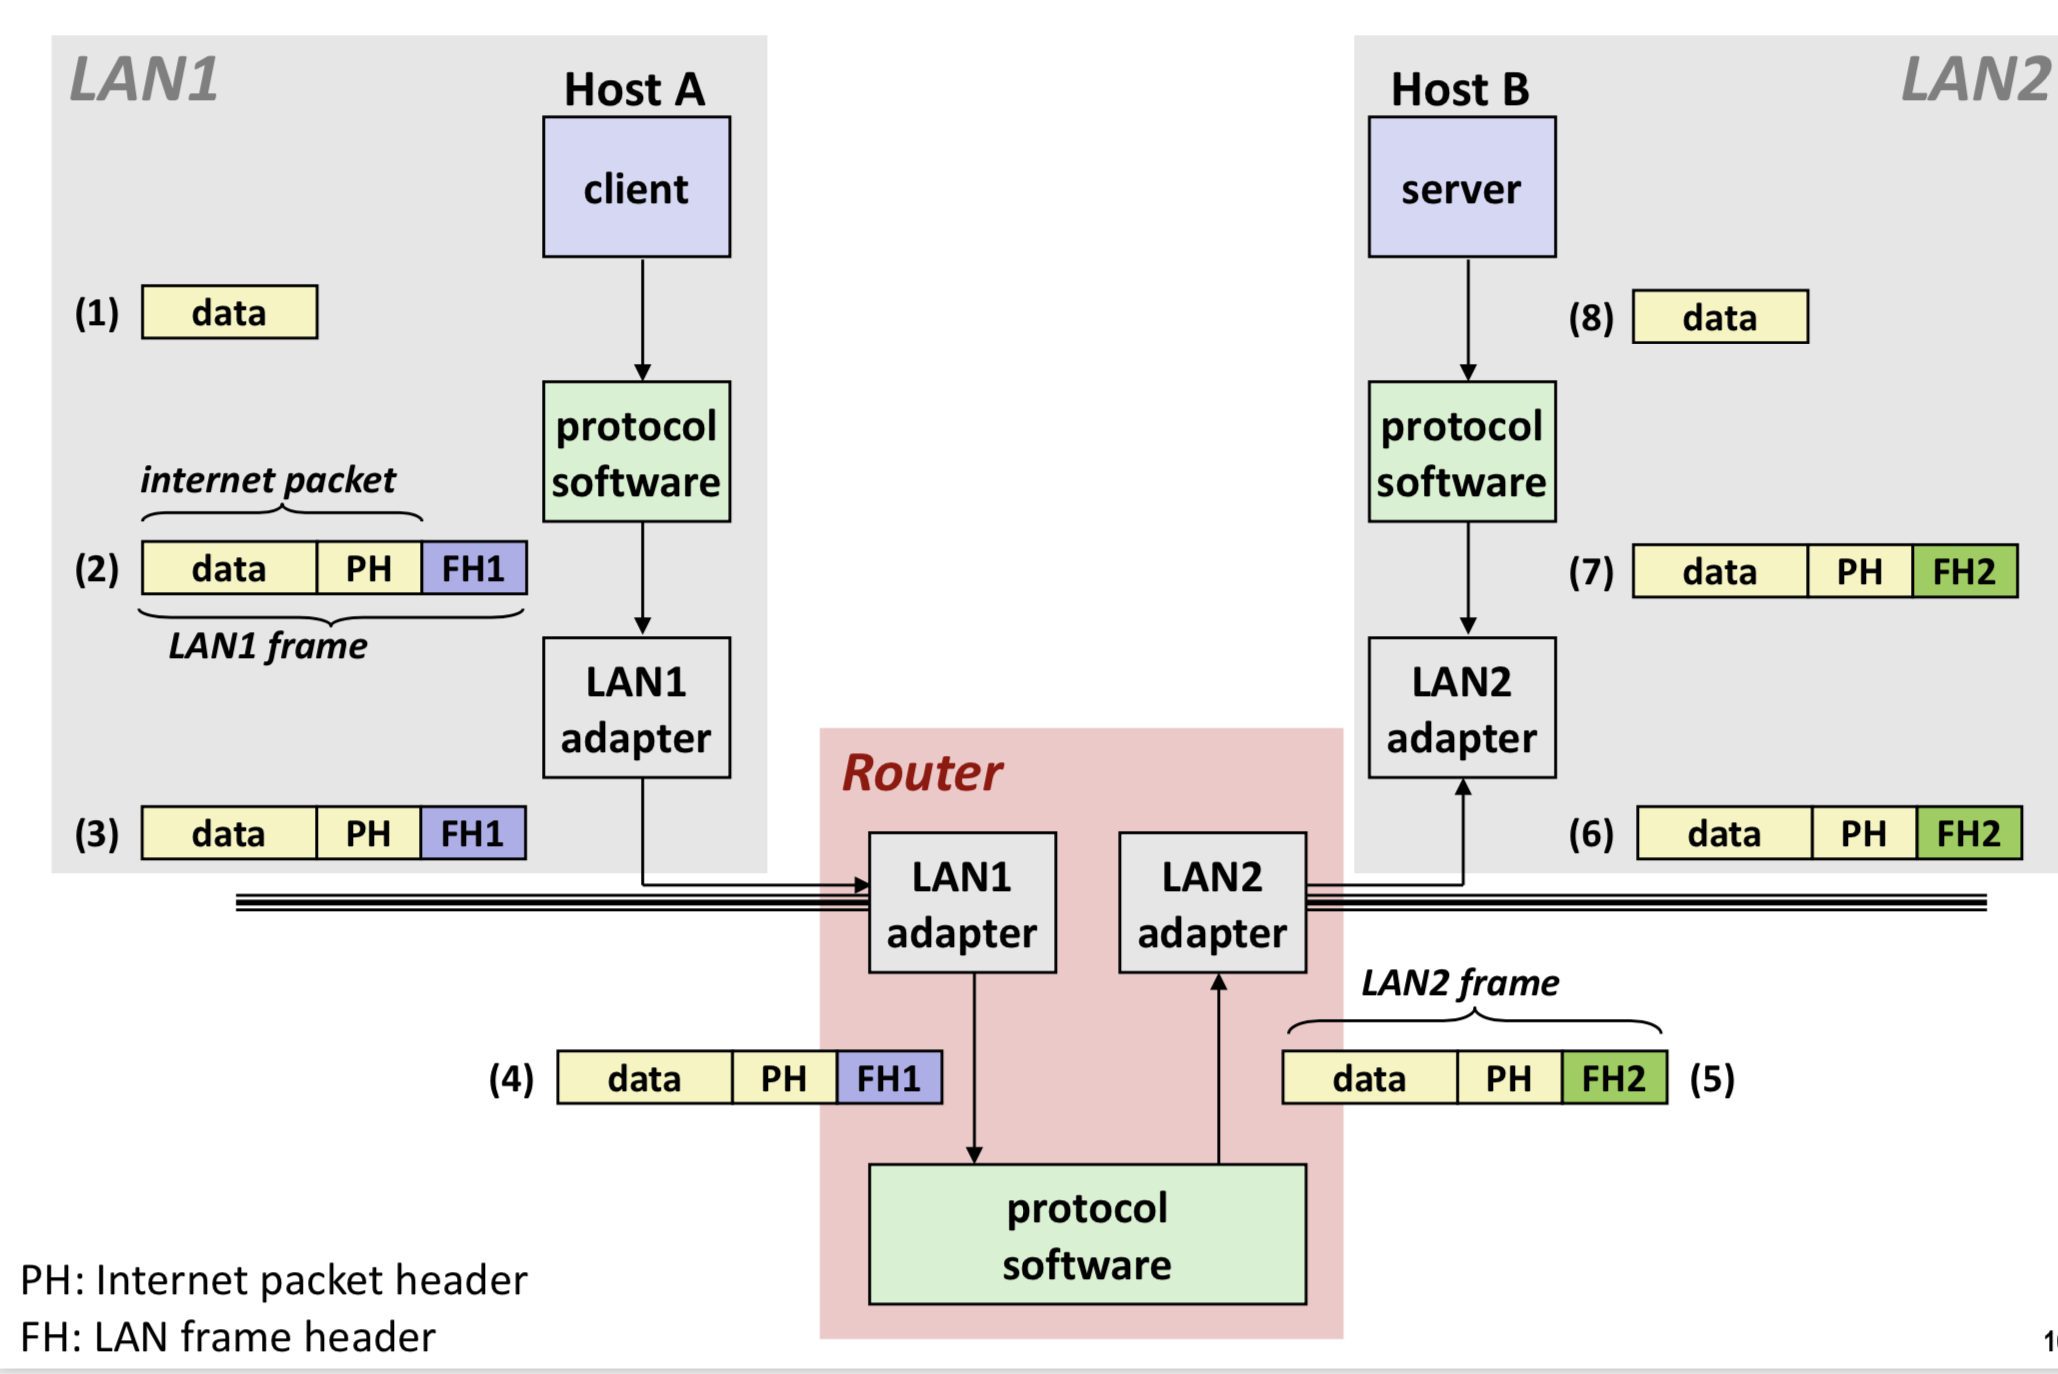 LAN1
Host A
client
(1) data
protocol
software
internet packet
(2) data PH FH1
LAN1 frame
LAN1
adapter
(3) data PH FH1
Host B
LAN2
server
(8) data
protocol
software
(7) data PH FH2
LAN2
adapter
(6) data PH FH2
Router
LAN1
adapter
LAN2
adapter
LAN2 frame
(4) data PH FH1
data PH FH2 (5)
protocol
software
PH: Internet packet header
FH: LAN frame header